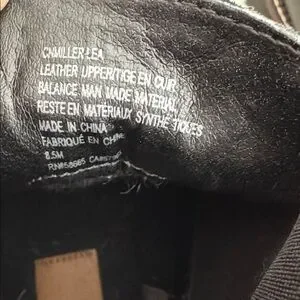 CNMILLER LEA
LEATHER UPPER/TIGE EN CUIR
BALANCE MAN MADE MATERIAL
RESTE EN MATÉRIAUX SYNTHÉTIQUES
MADE IN CHINA
FABRIQUÉ EN CHINE
8.5M